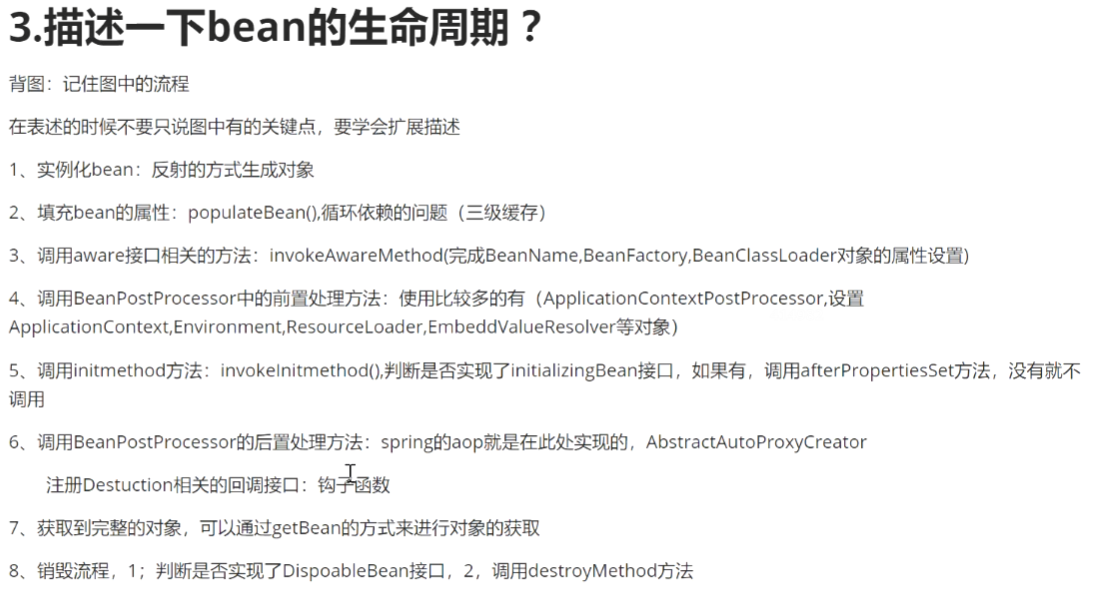 3.描述一下bean的生命周期？
背图：记住图中的流程
在表述的时候不要只说图中有的关键点，要学会扩展描述
1、实例化bean：反射的方式生成对象
2、填充bean的属性：populateBean(),循环依赖的问题（三级缓存）
3、调用aware接口相关的方法：invokeAwareMethod(完成BeanName,BeanFactory,BeanClassLoader对象的属性设置)
4、调用BeanPostProcessor中的前置处理方法：使用比较多的有（ApplicationContextPostProcessor,设置
ApplicationContext,Environment,ResourceLoader,EmbeddValueResolver等对象）
5、调用initmethod方法：invokeInitmethod(),判断是否实现了initializingBean接口，如果有，调用afterPropertiesSet方法，没有就不
调用
6、调用BeanPostProcessor的后置处理方法：spring的aop就是在此处实现的，AbstractAutoProxyCreator
注册Destuction相关的回调接口：钩子函数
7、获取到完整的对象，可以通过getBean的方式来进行对象的获取
8、销毁流程，1；判断是否实现了DispoableBean接口，2，调用destroyMethod方法